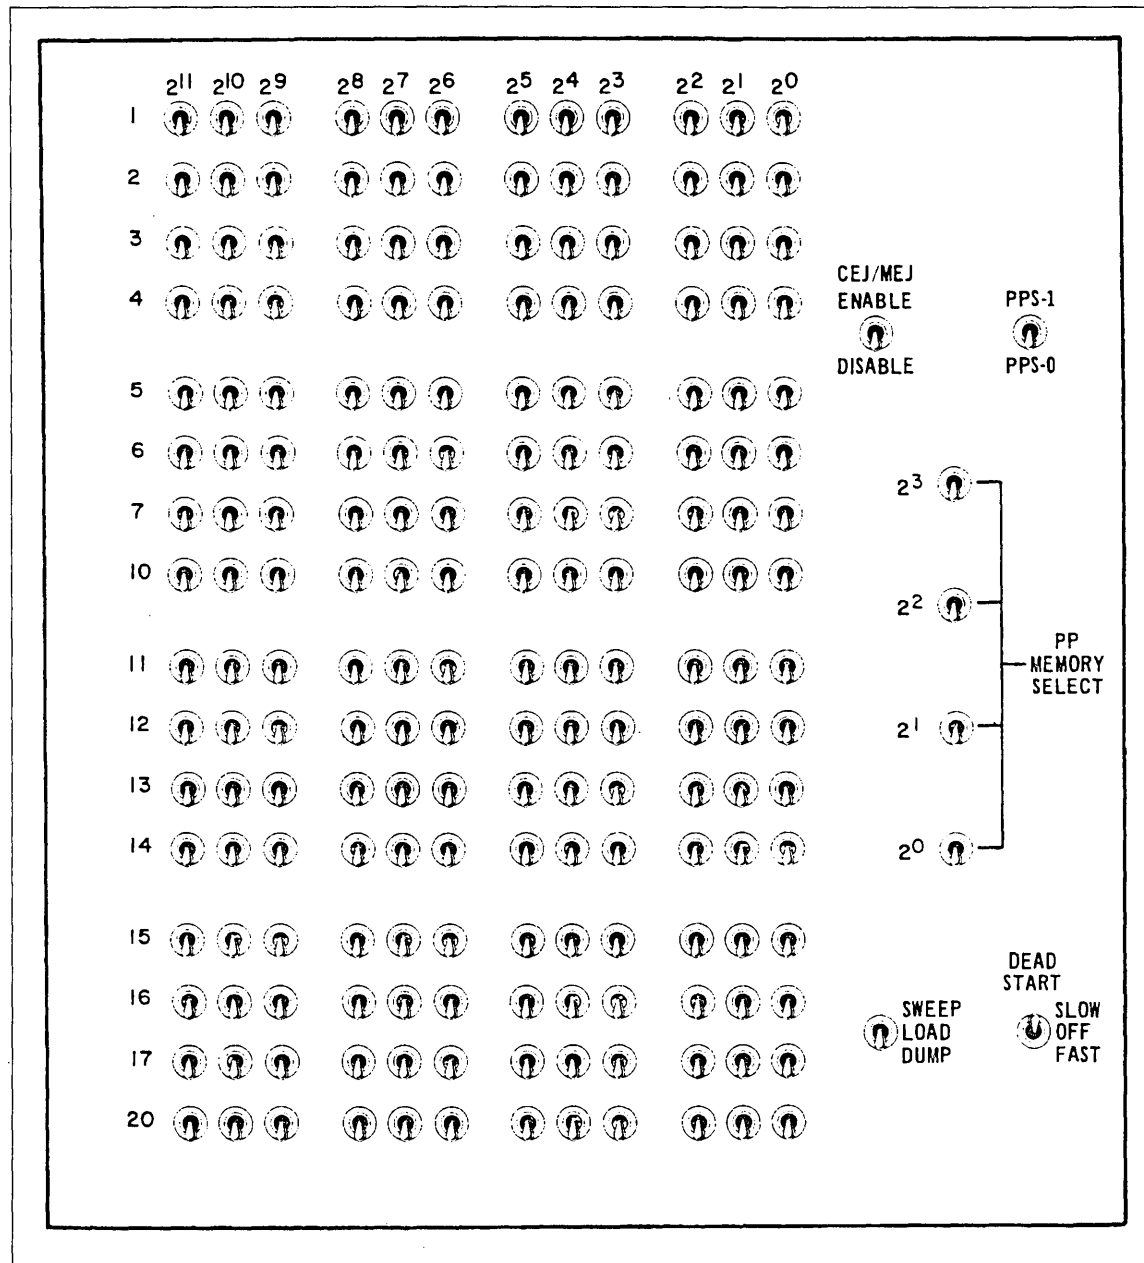 2¹¹ 2¹⁰ 2⁹ 2⁸ 2⁷ 2⁶ 2⁵ 2⁴ 2³ 2² 2¹ 2⁰
1
2
3
4
5
6
7
10
11
12
13
14
15
16
17
20
CEJ/MEJ
ENABLE
DISABLE
PPS-1
PPS-0
2³
2²
2¹
2⁰
PP
MEMORY
SELECT
SWEEP
LOAD
DUMP
DEAD
START
SLOW
OFF
FAST